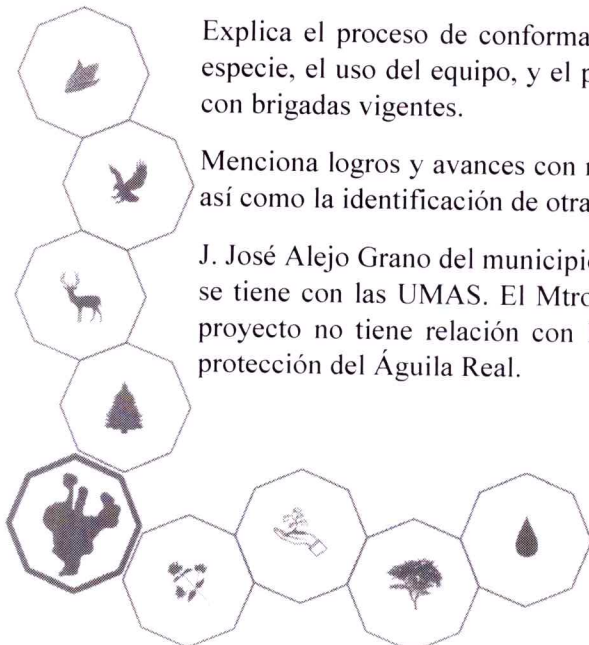 Explica el proceso de conforma
especie, el uso del equipo, y el p
con brigadas vigentes.
Menciona logros y avances con
así como la identificación de otra
J. José Alejo Grano del municipi
se tiene con las UMAS. El Mtro
proyecto no tiene relación con
protección del Águila Real.